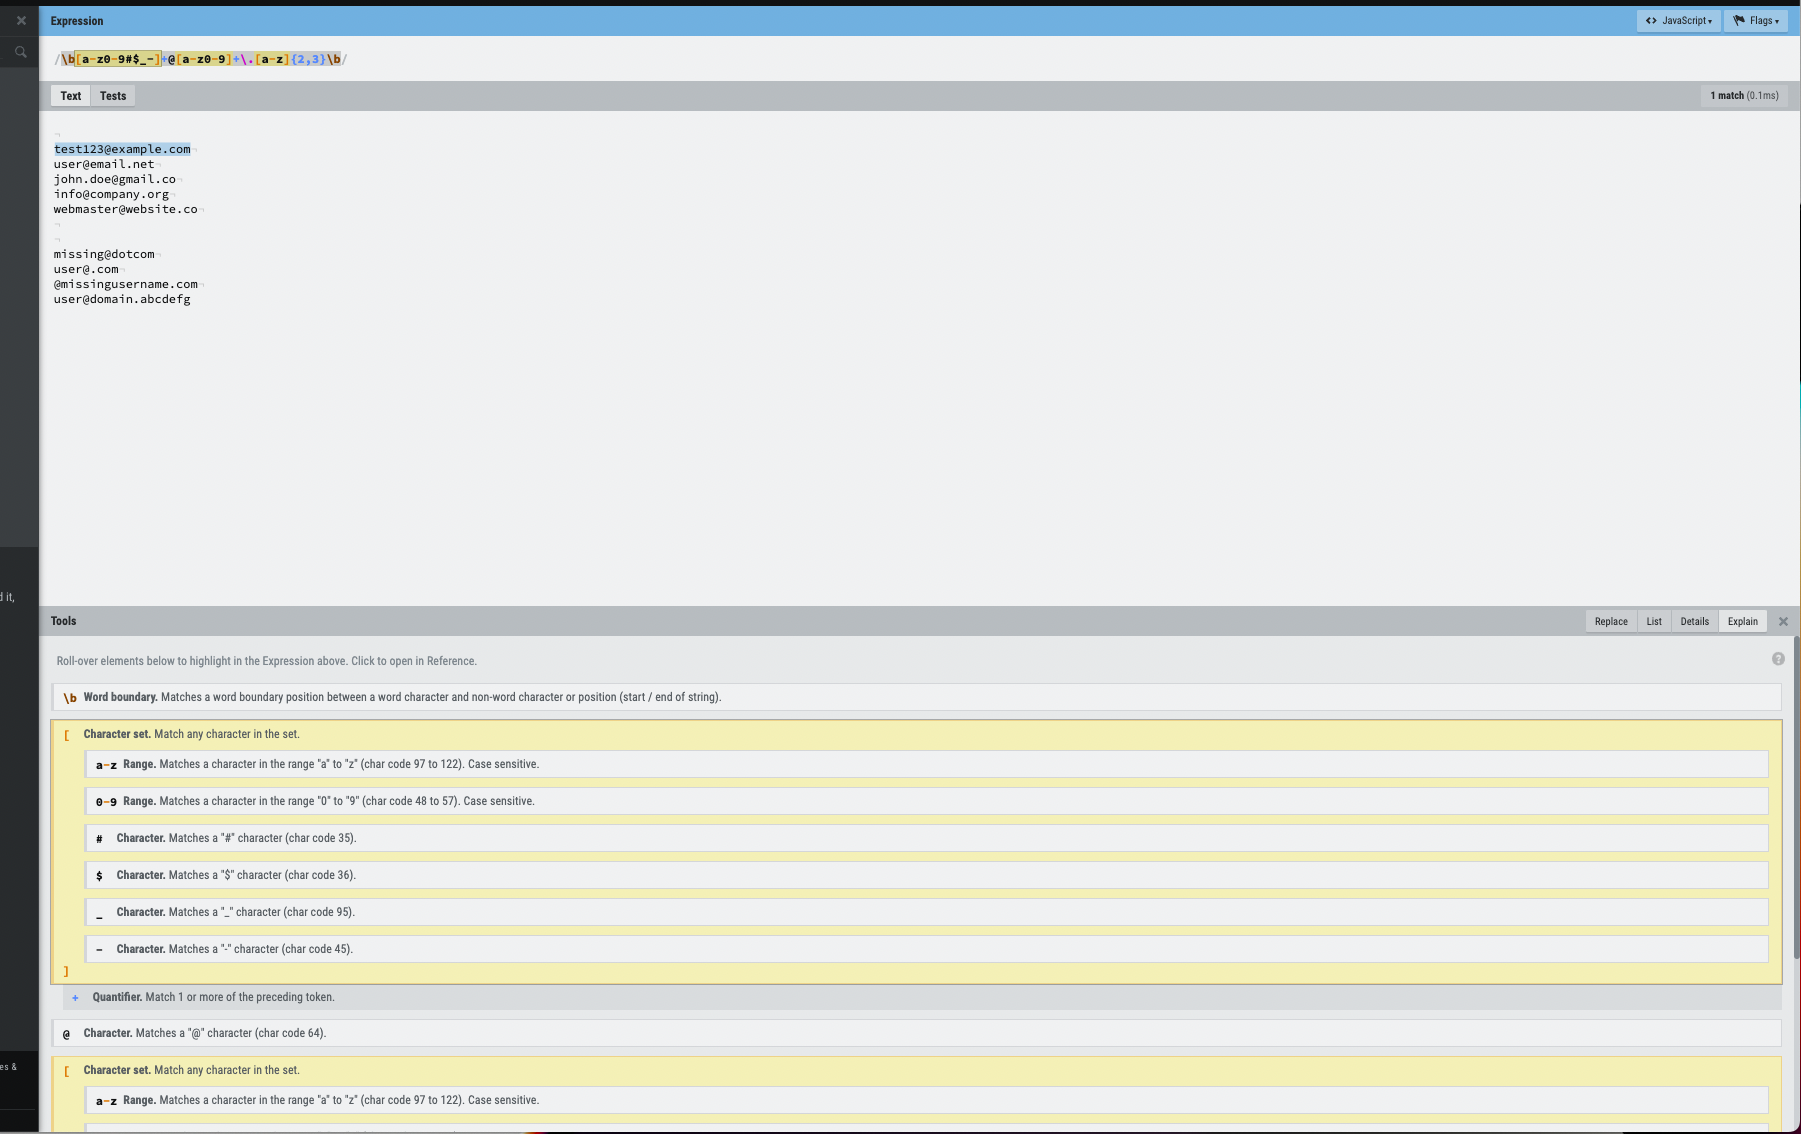 Expression
JavaScript
Flags
/\b[a-z0-9#$_-]+@[a-z0-9]+\.[a-z]{2,3}\b/
Text Tests
1 match (0.1ms)
test123@example.com
user@email.net
john.doe@gmail.co
info@company.org
webmaster@website.co
missing@dotcom
user@.com
@missingusername.com
user@domain.abcdefg
d it,
es &
Tools
Replace List Details Explain
Roll-over elements below to highlight in the Expression above. Click to open in Reference.
\b Word boundary. Matches a word boundary position between a word character and non-word character or position (start / end of string).
[ Character set. Match any character in the set.
a-z Range. Matches a character in the range "a" to "z" (char code 97 to 122). Case sensitive.
0-9 Range. Matches a character in the range "0" to "9" (char code 48 to 57). Case sensitive.
# Character. Matches a "#" character (char code 35).
$ Character. Matches a "$" character (char code 36).
_ Character. Matches a "_" character (char code 95).
- Character. Matches a "-" character (char code 45).
]
+ Quantifier. Match 1 or more of the preceding token.
@ Character. Matches a "@" character (char code 64).
[ Character set. Match any character in the set.
a-z Range. Matches a character in the range "a" to "z" (char code 97 to 122). Case sensitive.